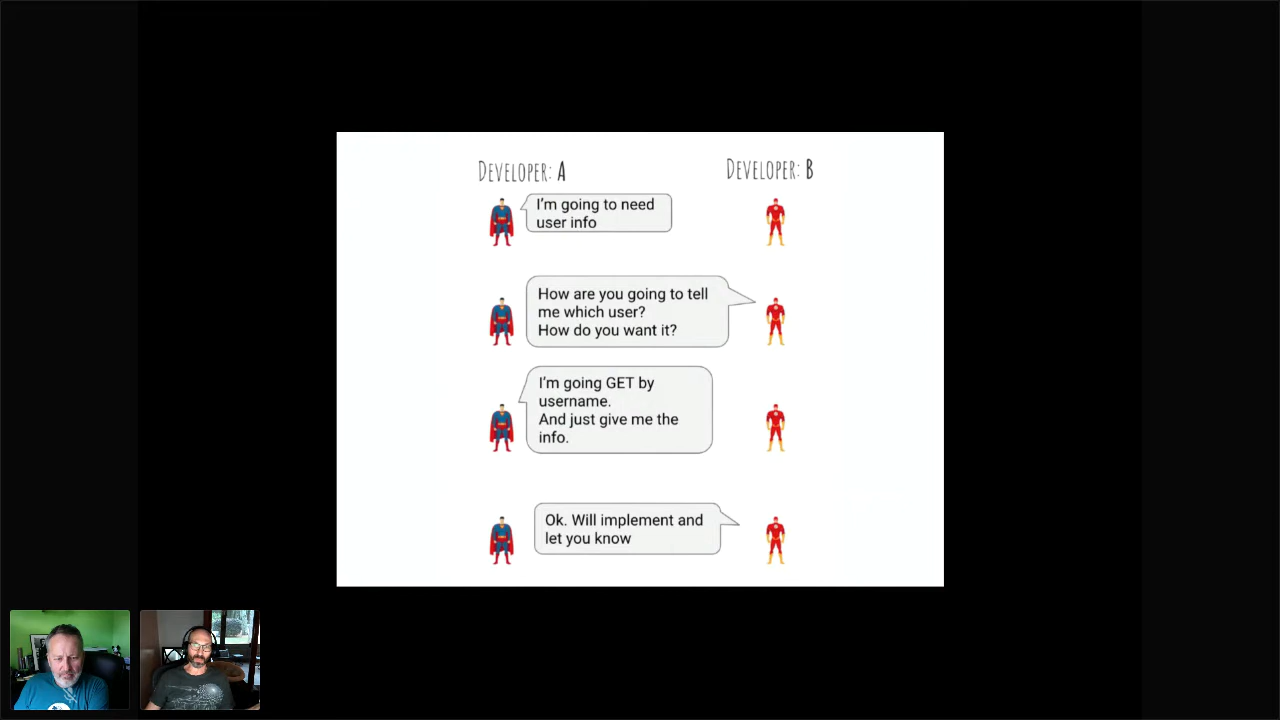 DEVELOPER: A
DEVELOPER: B
I'm going to need
user info
How are you going to tell
me which user?
How do you want it?
I'm going GET by
username.
And just give me the
info.
Ok. Will implement and
let you know